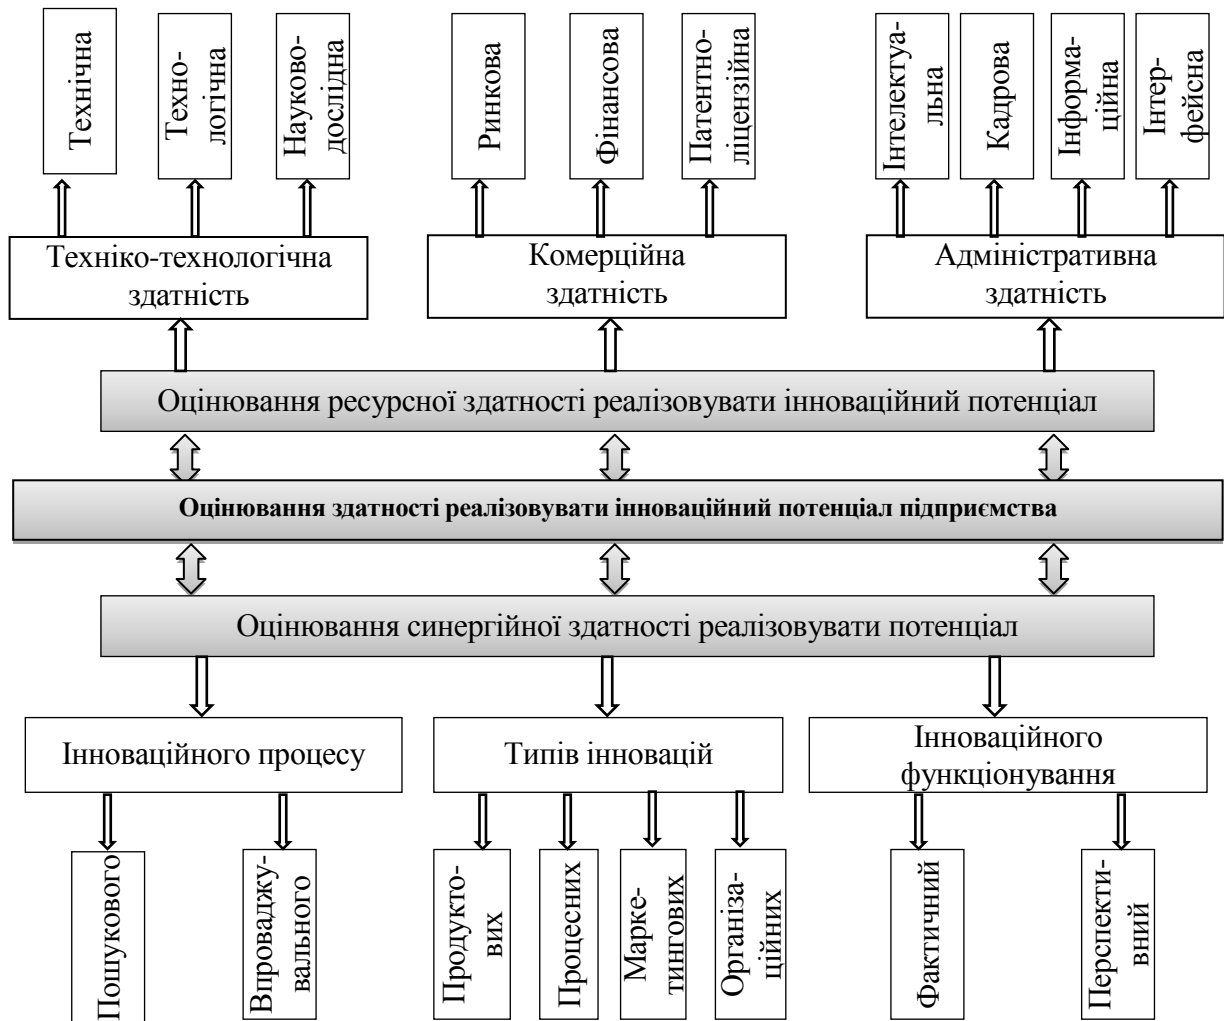 Технічна
Техно-
логічна
Науково-
дослідна
Ринкова
Фінансова
Патентно-
ліцензійна
Інтелектуа-
льна
Кадрова
Інформа-
ційна
Інтер-
фейсна
Техніко-технологічна
здатність
Комерційна
здатність
Адміністративна
здатність
Оцінювання ресурсної здатності реалізовувати інноваційний потенціал
Оцінювання здатності реалізовувати інноваційний потенціал підприємства
Оцінювання синергійної здатності реалізовувати потенціал
Інноваційного процесу
Типів інновацій
Інноваційного
функціонування
Пошукового
Впроваджу-
вального
Продукто-
вих
Процесних
Марке-
тингових
Організа-
ційних
Фактичний
Перспекти-
вний